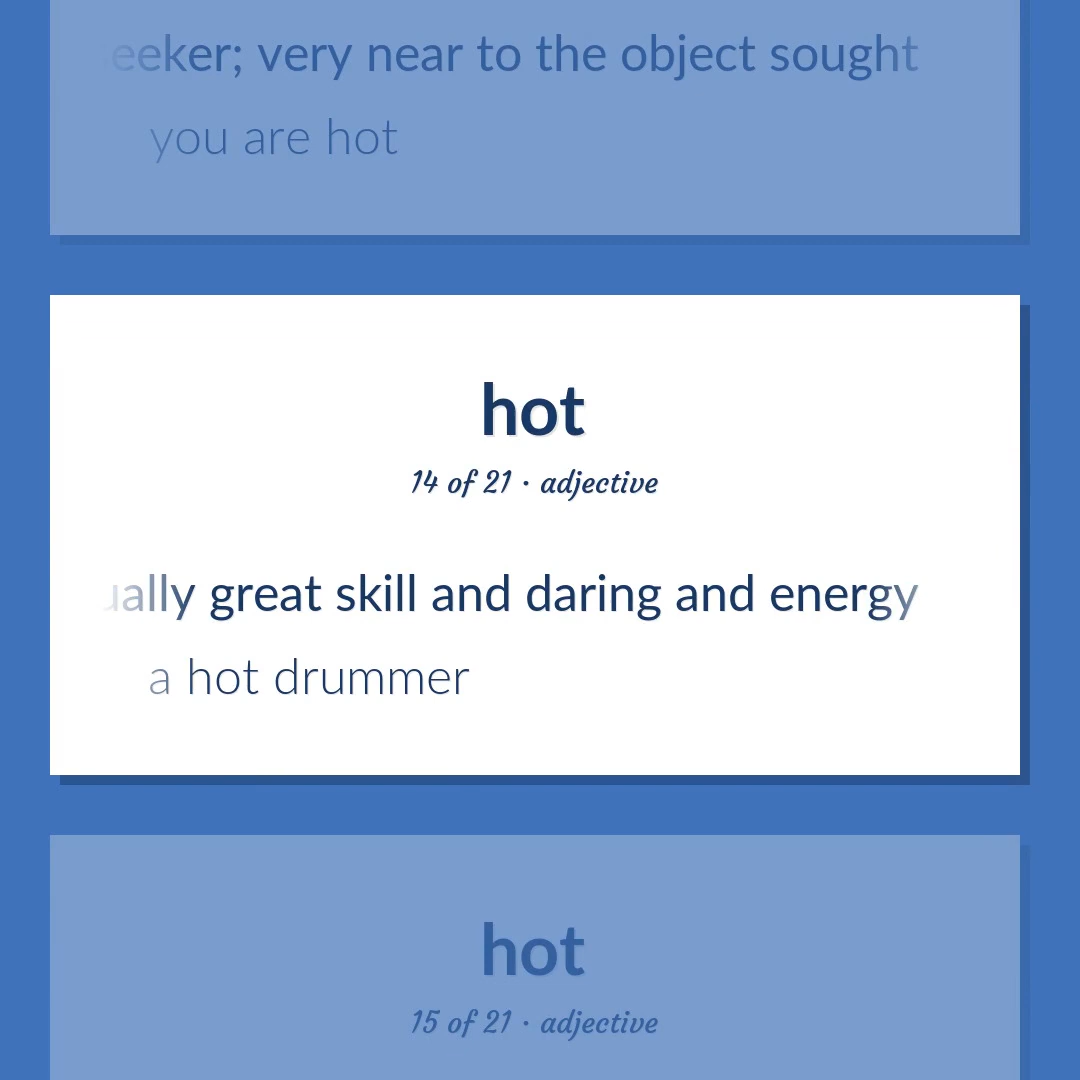 eeker; very near to the object sought
you are hot
hot
14 of 21 · adjective
ually great skill and daring and energy
a hot drummer
hot
15 of 21 · adjective